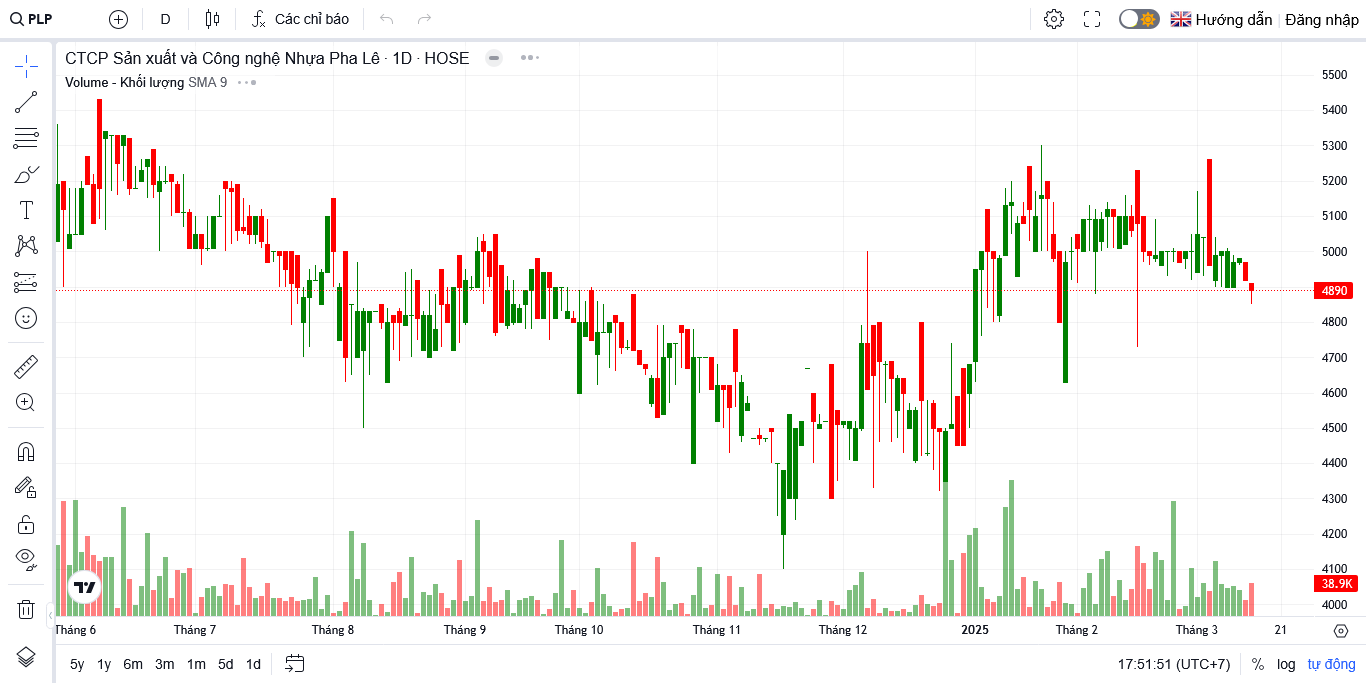 PLP D Các chỉ báo Hướng dẫn Đăng nhập
CTCP Sản xuất và Công nghệ Nhựa Pha Lê · 1D · HOSE
Volume - Khối lượng SMA 9
5500
5400
5300
5200
5100
5000
4890
4800
4700
4600
4500
4400
4300
4200
4100
38.9K
4000
Tháng 6 Tháng 7 Tháng 8 Tháng 9 Tháng 10 Tháng 11 Tháng 12 2025 Tháng 2 Tháng 3 21
5y 1y 6m 3m 1m 5d 1d 17:51:51 (UTC+7) % log tự động